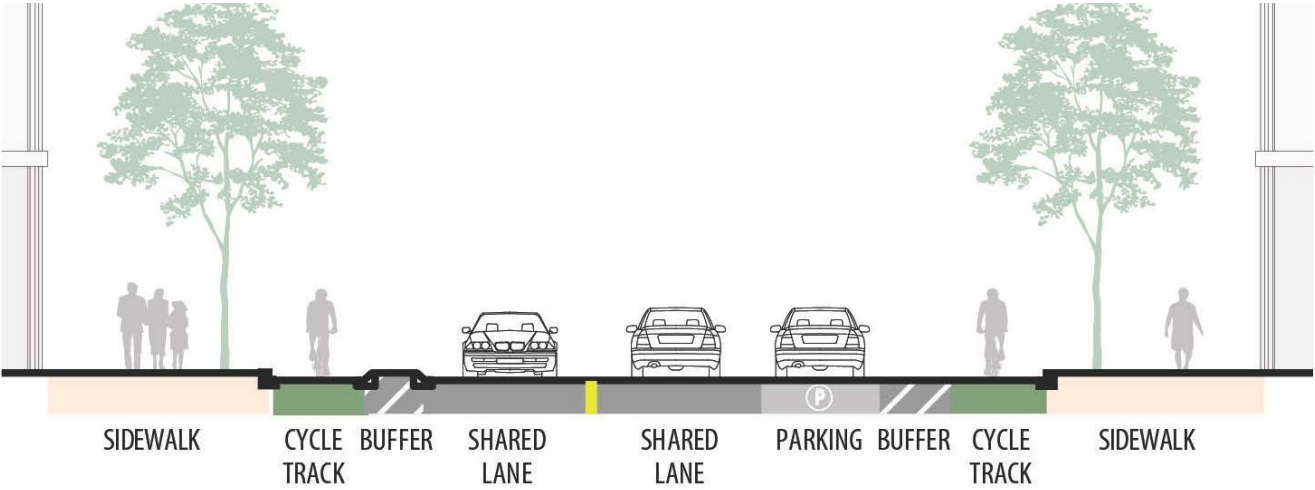 P
SIDEWALK
CYCLE
TRACK
BUFFER
SHARED
LANE
SHARED
LANE
PARKING
BUFFER
CYCLE
TRACK
SIDEWALK